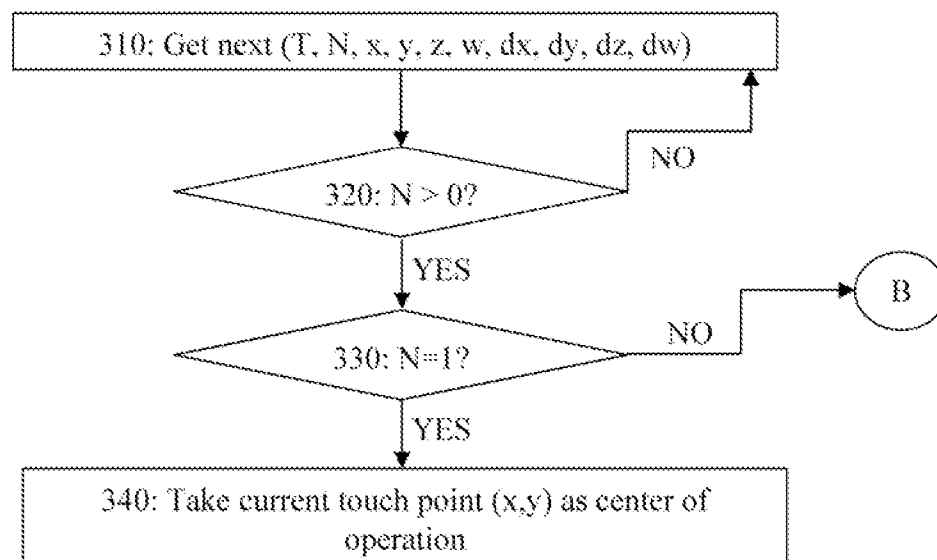 310: Get next (T, N, x, y, z, w, dx, dy, dz, dw)
320: N > 0?
NO
YES
B
330: N=1?
NO
YES
340: Take current touch point (x,y) as center of
operation